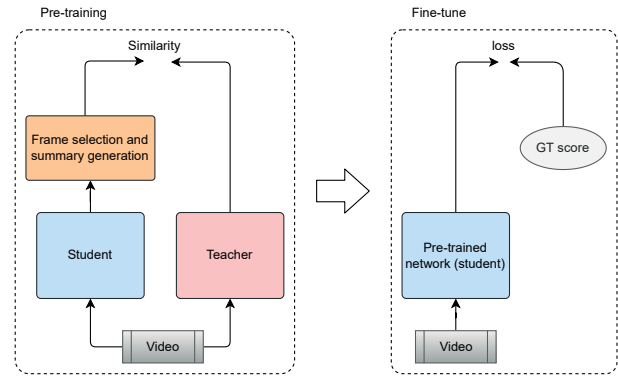 Pre-training
Similarity
Frame selection and
summary generation
Student
Teacher
Video
Fine-tune
loss
GT score
Pre-trained
network (student)
Video